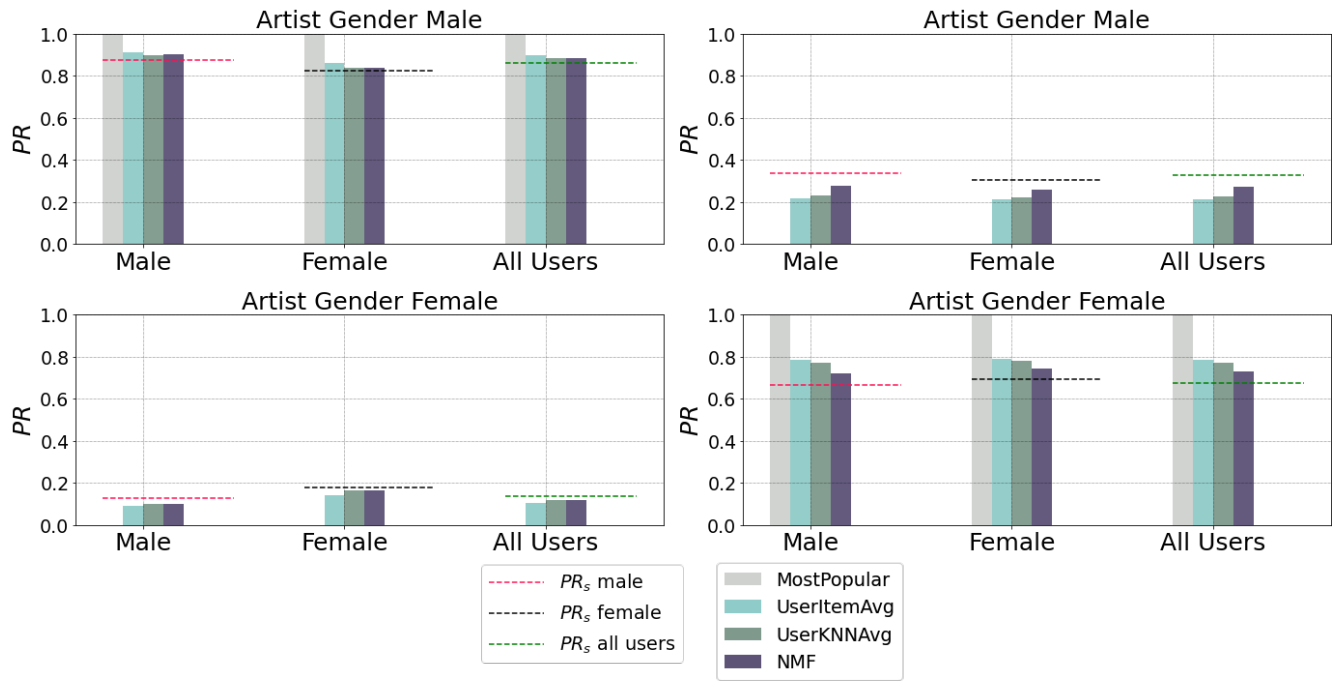 Artist Gender Male
1.0
0.8
0.6
0.4
0.2
0.0
PR
Male Female All Users
Artist Gender Male
1.0
0.8
0.6
0.4
0.2
0.0
PR
Male Female All Users
Artist Gender Female
1.0
0.8
0.6
0.4
0.2
0.0
PR
Male Female All Users
Artist Gender Female
1.0
0.8
0.6
0.4
0.2
0.0
PR
Male Female All Users
PRs male
PRs female
PRs all users
MostPopular
UserItemAvg
UserKNNAvg
NMF